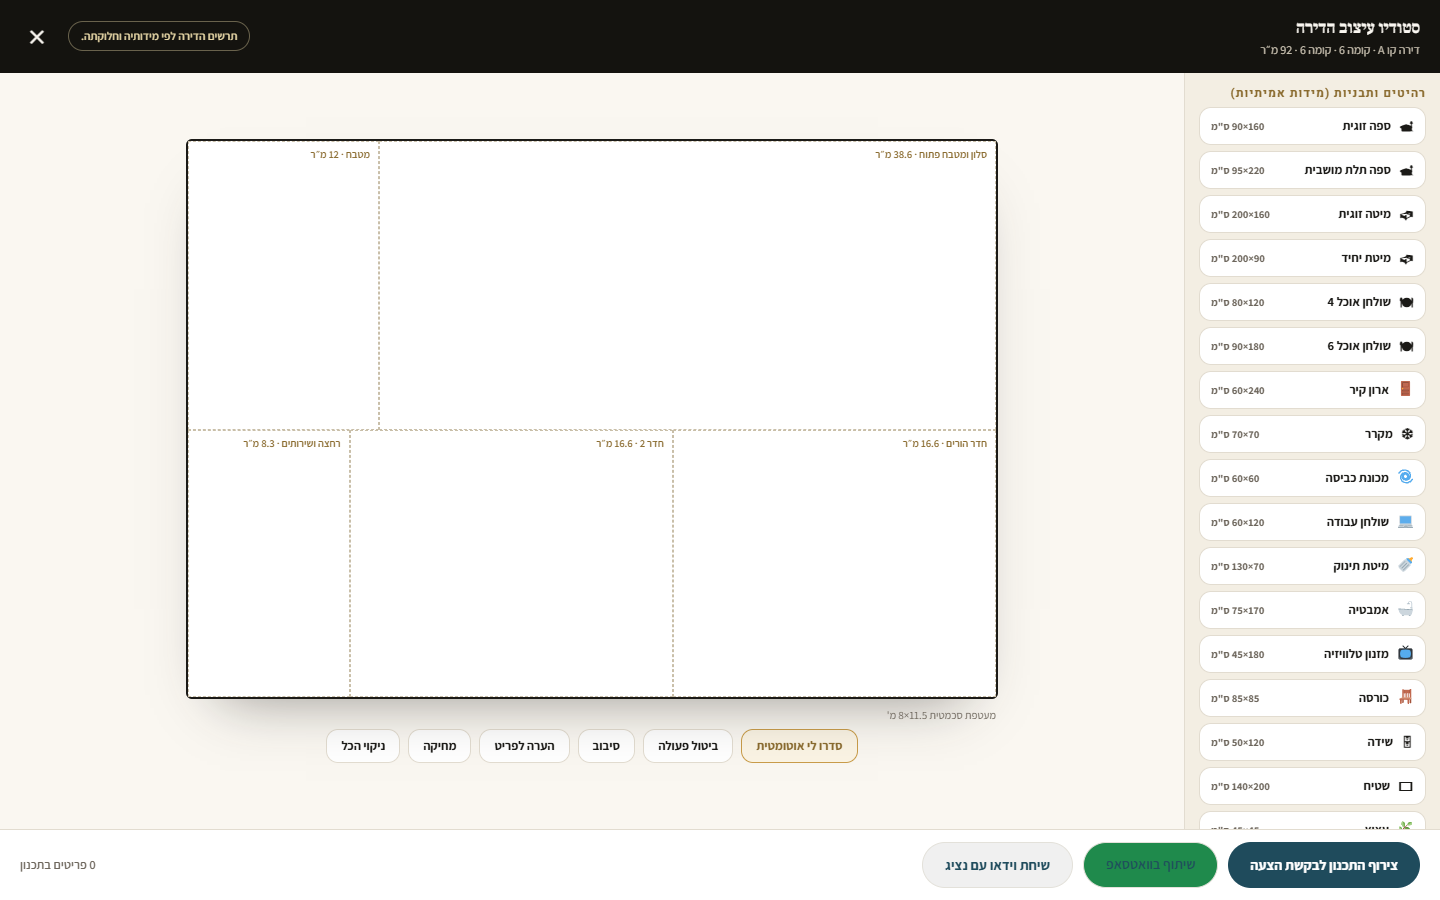 סטודיו עיצוב הדירה
דירה קו A · קומה 6 · קומה 6 · 92 מ״ר
תרשים הדירה לפי מידותיה וחלוקתה.
רהיטים ותבניות (מידות אמיתיות)
ספה זוגית 160×90 ס"מ
ספה תלת מושבית 220×95 ס"מ
מיטה זוגית 160×200 ס"מ
מיטת יחיד 90×200 ס"מ
שולחן אוכל 4 120×80 ס"מ
שולחן אוכל 6 180×90 ס"מ
ארון קיר 240×60 ס"מ
מקרר 70×70 ס"מ
מכונת כביסה 60×60 ס"מ
שולחן עבודה 120×60 ס"מ
מיטת תינוק 70×130 ס"מ
אמבטיה 170×75 ס"מ
מזנון טלוויזיה 180×45 ס"מ
כורסה 85×85 ס"מ
שידה 120×50 ס"מ
שטיח 200×140 ס"מ
סלון ומטבח פתוח · 38.6 מ״ר
מטבח · 12 מ״ר
חדר הורים · 16.6 מ״ר
חדר 2 · 16.6 מ״ר
רחצה ושירותים · 8.3 מ״ר
מעטפת סכמטית 11.5×8 מ'
סדרו לי אוטומטית
ביטול פעולה
סיבוב
הערה לפריט
מחיקה
ניקוי הכל
צירוף התכנון לבקשת הצעה
שיתוף בוואטסאפ
שיחת וידאו עם נציג
0 פריטים בתכנון